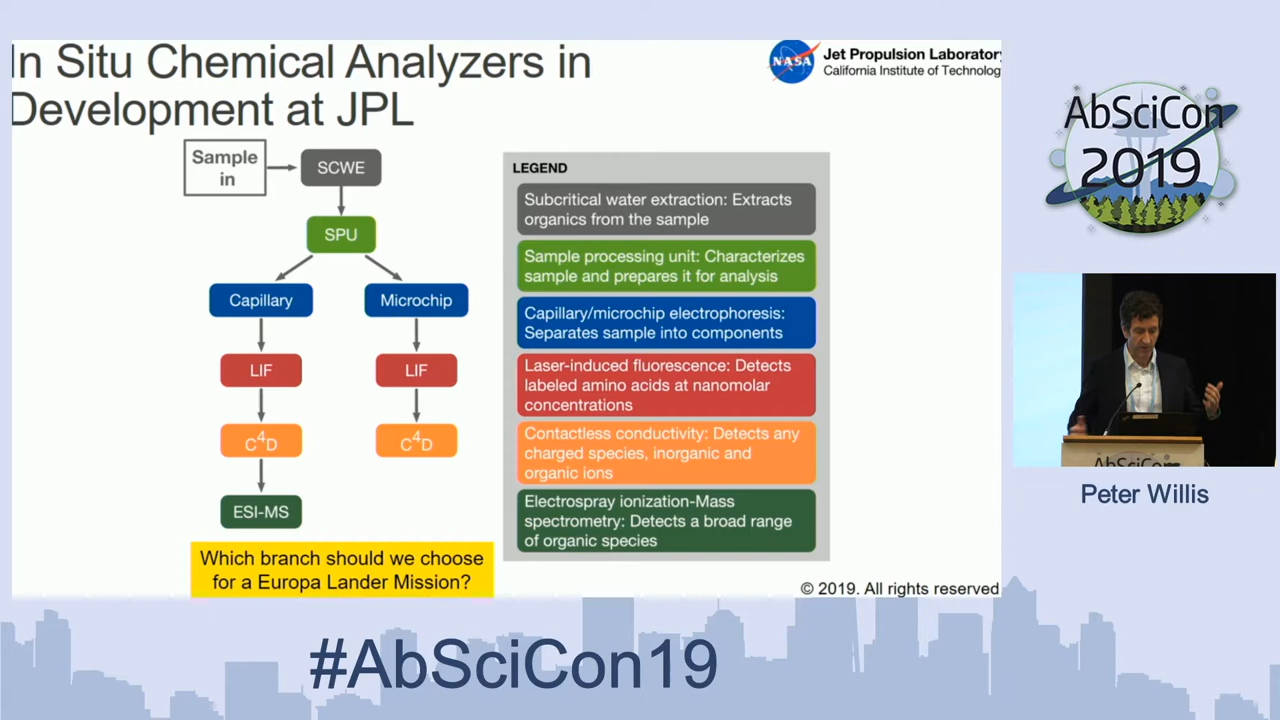 In Situ Chemical Analyzers in
Development at JPL
NASA
Jet Propulsion Laboratory
California Institute of Technolog
Sample
in
SCWE
SPU
Capillary
Microchip
LIF
LIF
C4D
C4D
ESI-MS
Which branch should we choose
for a Europa Lander Mission?
LEGEND
Subcritical water extraction: Extracts
organics from the sample
Sample processing unit: Characterizes
sample and prepares it for analysis
Capillary/microchip electrophoresis:
Separates sample into components
Laser-induced fluorescence: Detects
labeled amino acids at nanomolar
concentrations
Contactless conductivity: Detects any
charged species, inorganic and
organic ions
Electrospray ionization-Mass
spectrometry: Detects a broad range
of organic species
© 2019. All rights reserved
AbSciCon
2019
AbSciCon
Peter Willis
#AbSciCon19